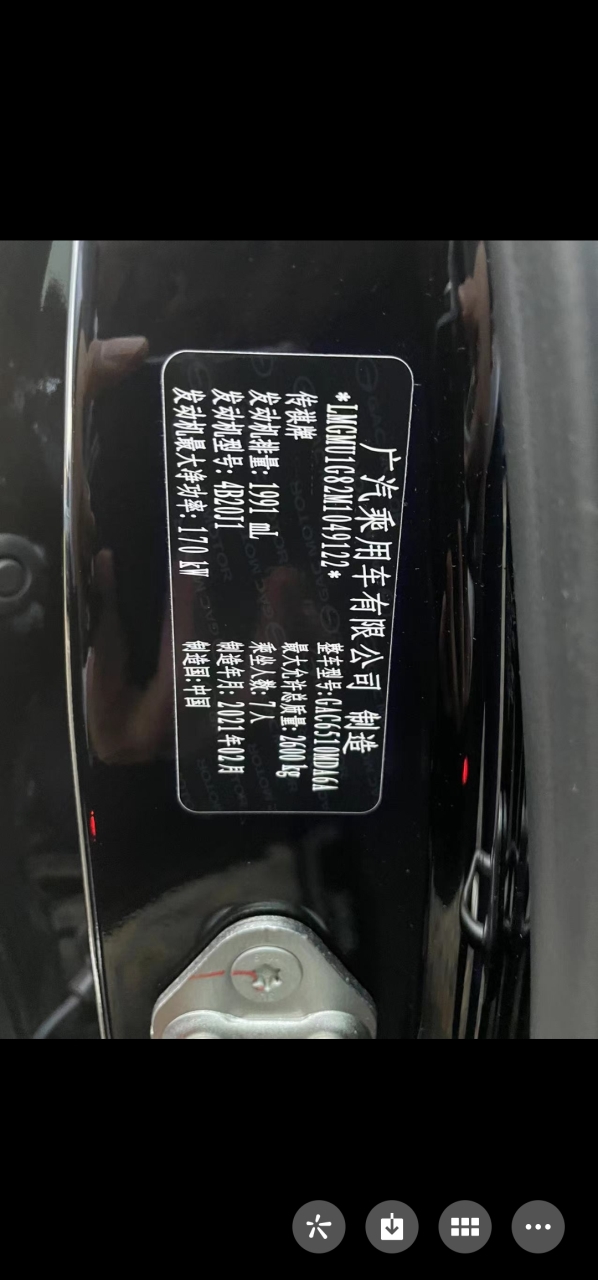 广汽乘用车有限公司 制造
*LMGMU1G82M1049122* 整车型号:GAC6510MDA6A
传祺牌 最大允许总质量: 2600 kg
发动机排量: 1991 mL 乘坐人数: 7人
发动机型号: 4B20J1 制造年月: 2021年02月
发动机最大净功率: 170 kW 制造国:中国